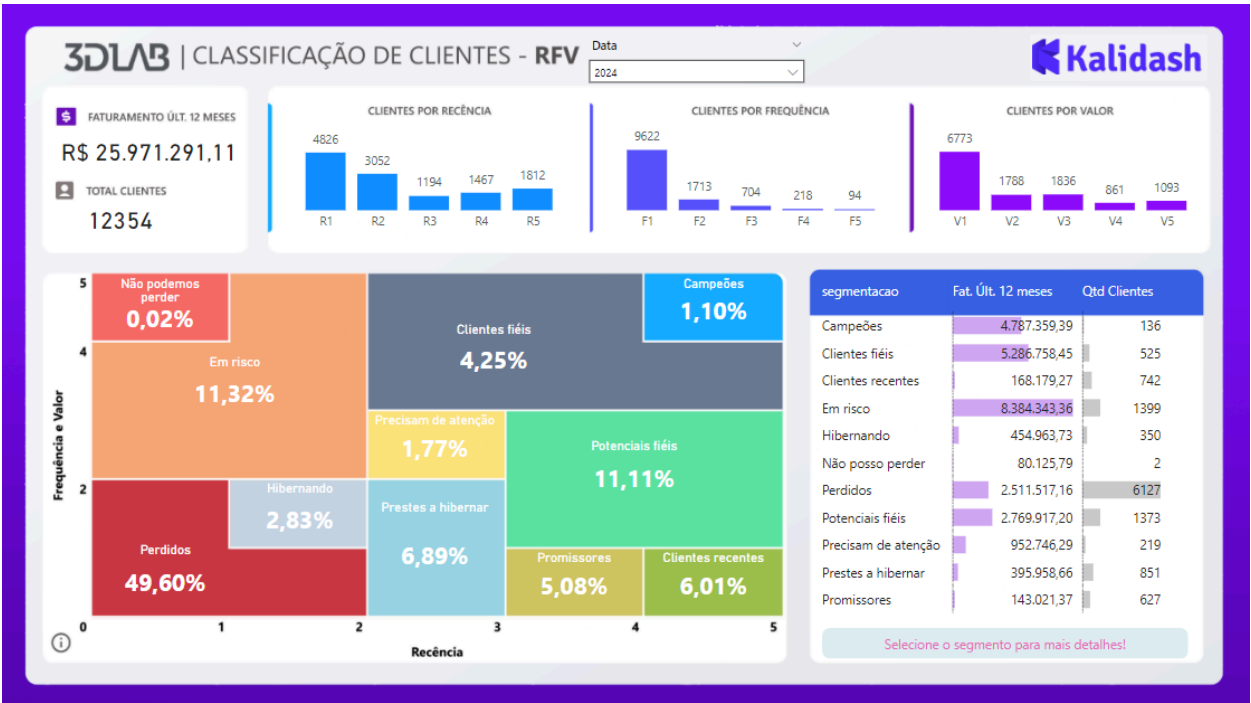 3DLAB | CLASSIFICAÇÃO DE CLIENTES - RFV
Data
2024
Kalidash
FATURAMENTO ÚLT. 12 MESES
R$ 25.971.291,11
TOTAL CLIENTES
12354
CLIENTES POR RECÊNCIA
4826 3052 1194 1467 1812
R1 R2 R3 R4 R5
CLIENTES POR FREQUÊNCIA
9622 1713 704 218 94
F1 F2 F3 F4 F5
CLIENTES POR VALOR
6773 1788 1836 861 1093
V1 V2 V3 V4 V5
Frequência e Valor
5
4
2
0 1 2 3 4 5
Recência
Não podemos
perder
0,02%
Em risco
11,32%
Clientes fiéis
4,25%
Campeões
1,10%
Precisam de atenção
1,77%
Potenciais fiéis
11,11%
Hibernando
2,83%
Prestes a hibernar
6,89%
Perdidos
49,60%
Promissores
5,08%
Clientes recentes
6,01%
segmentacao Fat. Últ. 12 meses Qtd Clientes
Campeões 4.787.359,39 136
Clientes fiéis 5.286.758,45 525
Clientes recentes 168.179,27 742
Em risco 8.384.343,36 1399
Hibernando 454.963,73 350
Não posso perder 80.125,79 2
Perdidos 2.511.517,16 6127
Potenciais fiéis 2.769.917,20 1373
Precisam de atenção 952.746,29 219
Prestes a hibernar 395.958,66 851
Promissores 143.021,37 627
Selecione o segmento para mais detalhes!